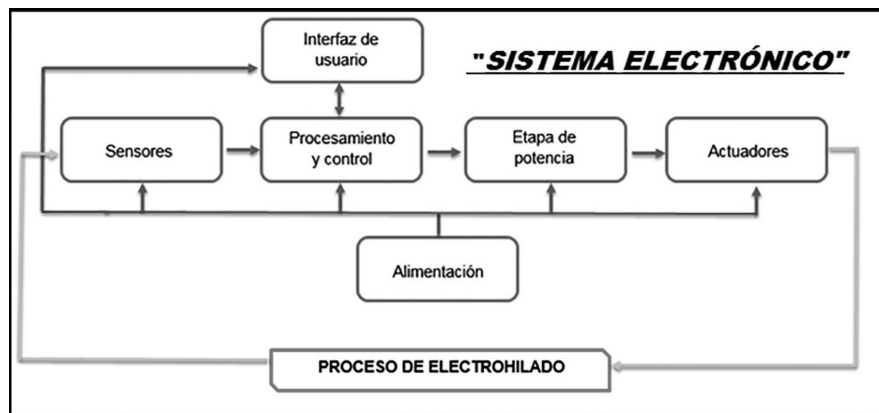 Interfaz de
usuario
"SISTEMA ELECTRÓNICO"
Sensores
Procesamiento
y control
Etapa de
potencia
Actuadores
Alimentación
PROCESO DE ELECTROHILADO